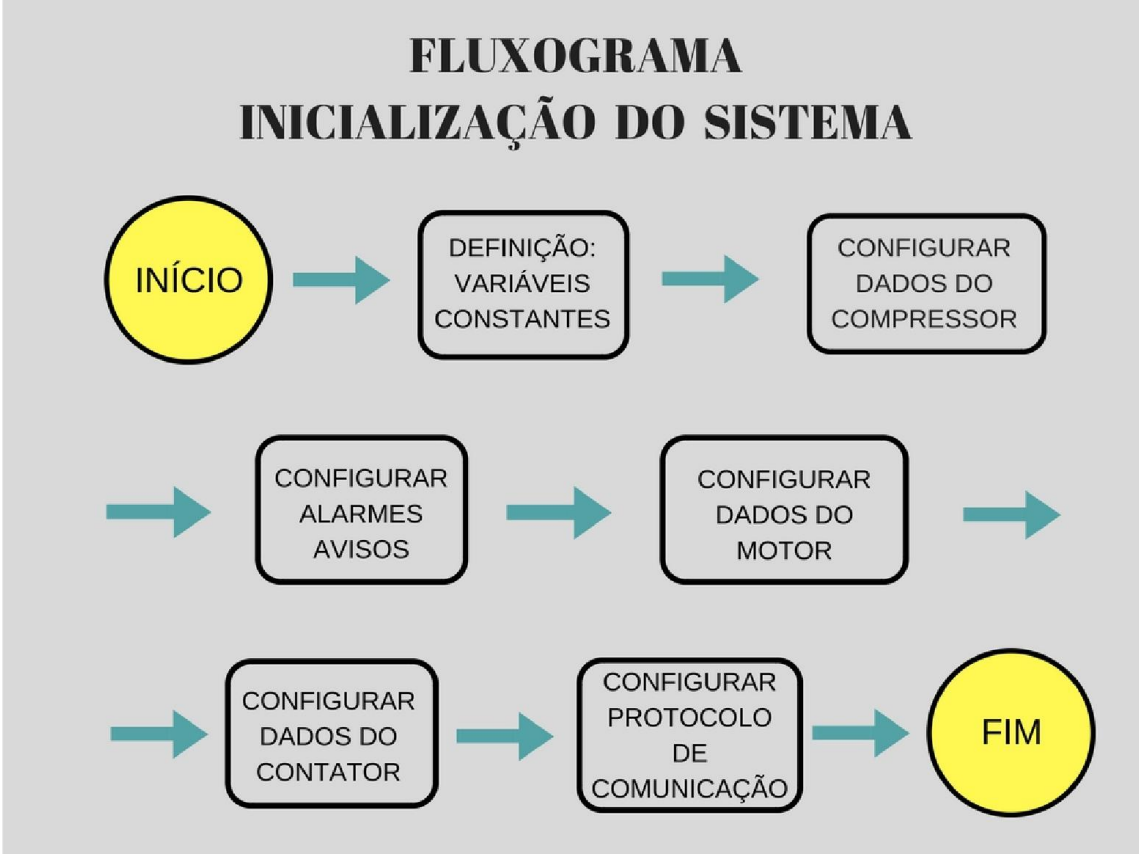 FLUXOGRAMA
INICIALIZAÇÃO DO SISTEMA
INÍCIO
DEFINIÇÃO:
VARIÁVEIS
CONSTANTES
CONFIGURAR
DADOS DO
COMPRESSOR
CONFIGURAR
ALARMES
AVISOS
CONFIGURAR
DADOS DO
MOTOR
CONFIGURAR
DADOS DO
CONTATOR
CONFIGURAR
PROTOCOLO
DE
COMUNICAÇÃO
FIM